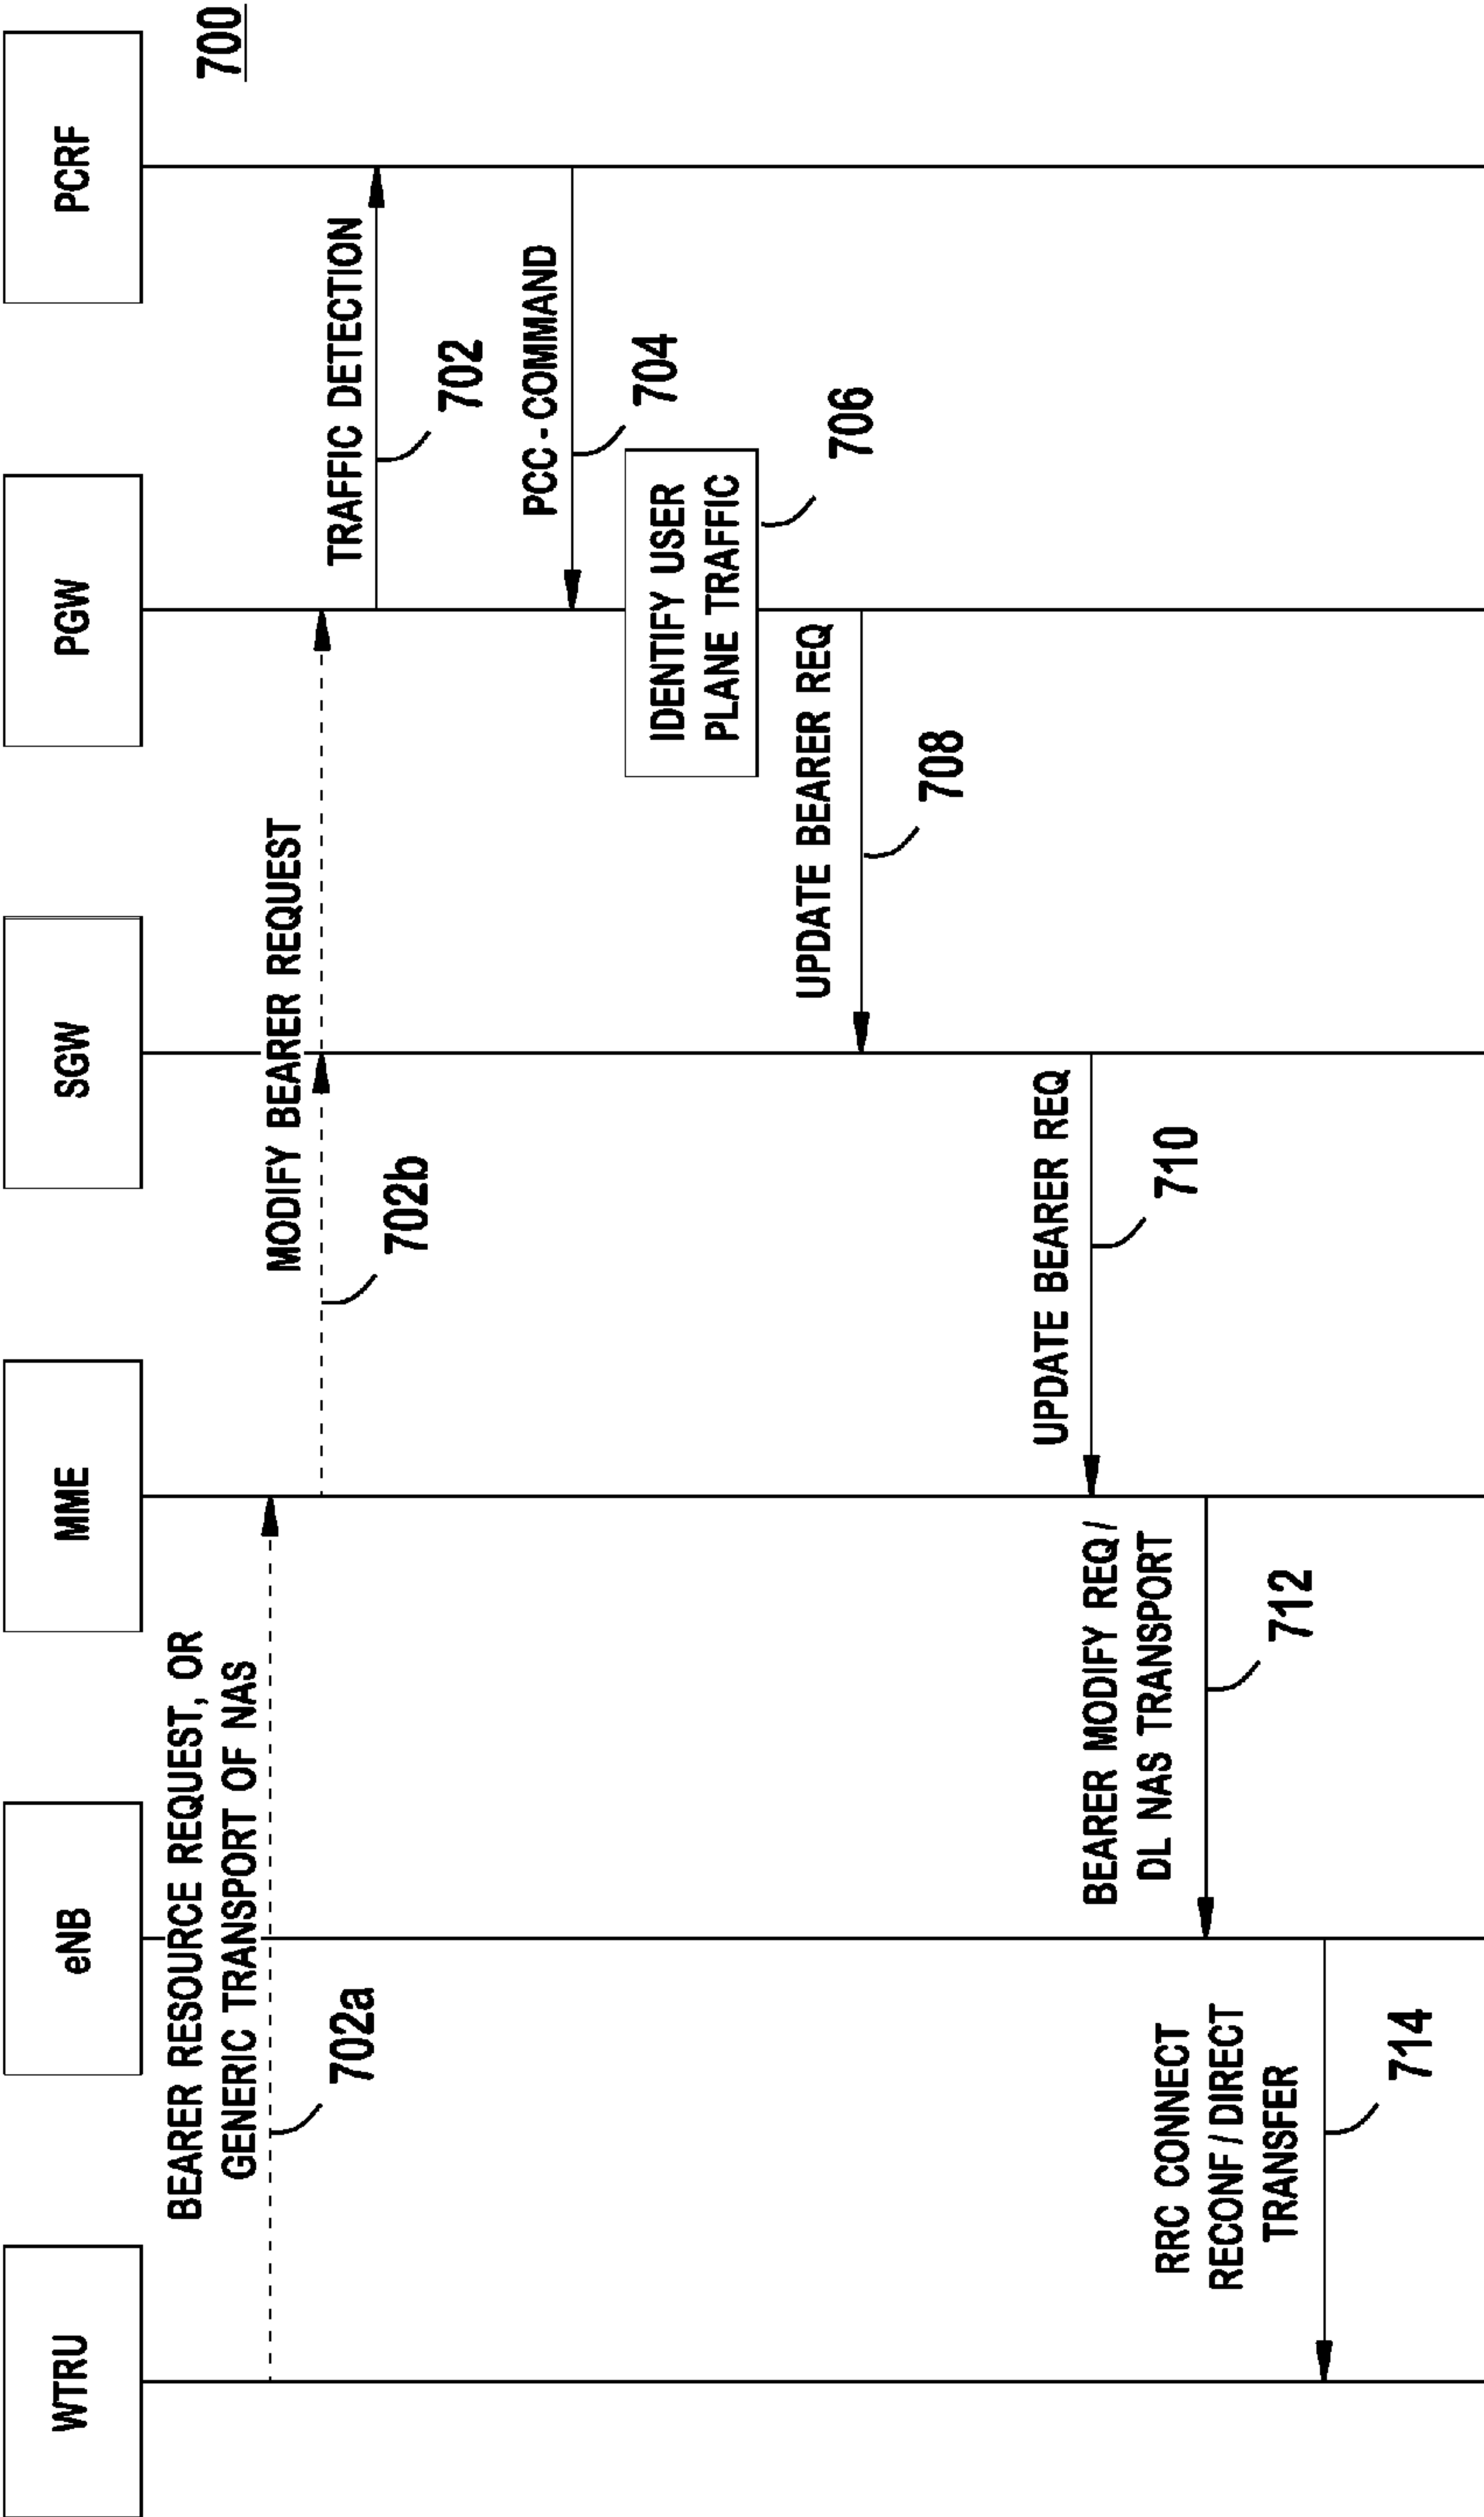 700
WTRU
eNB
MME
SGW
PGW
PCRF
BEARER RESOURCE REQUEST, OR
GENERIC TRANSPORT OF NAS
702a
MODIFY BEARER REQUEST
702b
TRAFFIC DETECTION
702
PCC-COMMAND
704
IDENTIFY USER
PLANE TRAFFIC
706
UPDATE BEARER REQ
708
UPDATE BEARER REQ
710
BEARER MODIFY REQ/
DL NAS TRANSPORT
712
RRC CONNECT
RECONF/DIRECT
TRANSFER
714